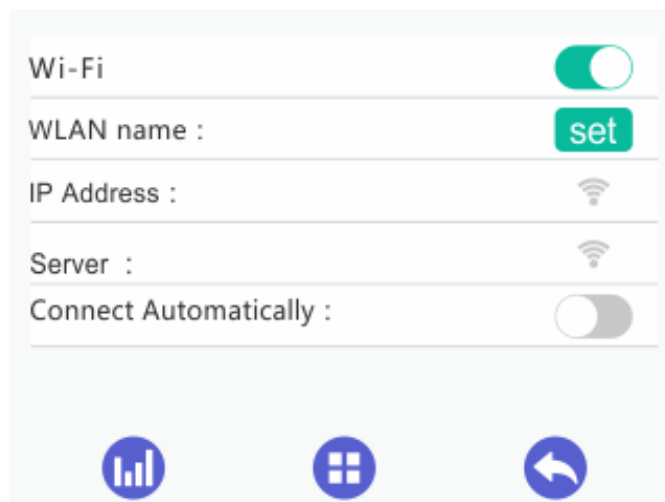 Wi-Fi
WLAN name :
set
IP Address :
Server :
Connect Automatically :